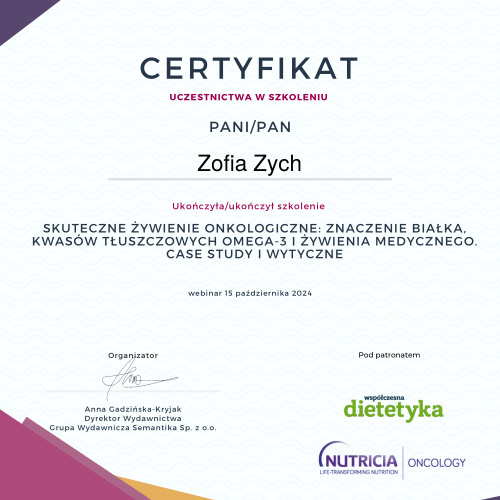 CERTYFIKAT
UCZESTNICTWA W SZKOLENIU
PANI/PAN
Zofia Zych
Ukończyła/ukończył szkolenie
SKUTECZNE ŻYWIENIE ONKOLOGICZNE: ZNACZENIE BIAŁKA,
KWASÓW TŁUSZCZOWYCH OMEGA-3 I ŻYWIENIA MEDYCZNEGO.
CASE STUDY I WYTYCZNE
webinar 15 października 2024
Organizator
Anna Gadzińska-Kryjak
Dyrektor Wydawnictwa
Grupa Wydawnicza Semantika Sp. z o.o.
Pod patronatem
współczesna
dietetyka
NUTRICIA ONCOLOGY
LIFE-TRANSFORMING NUTRITION